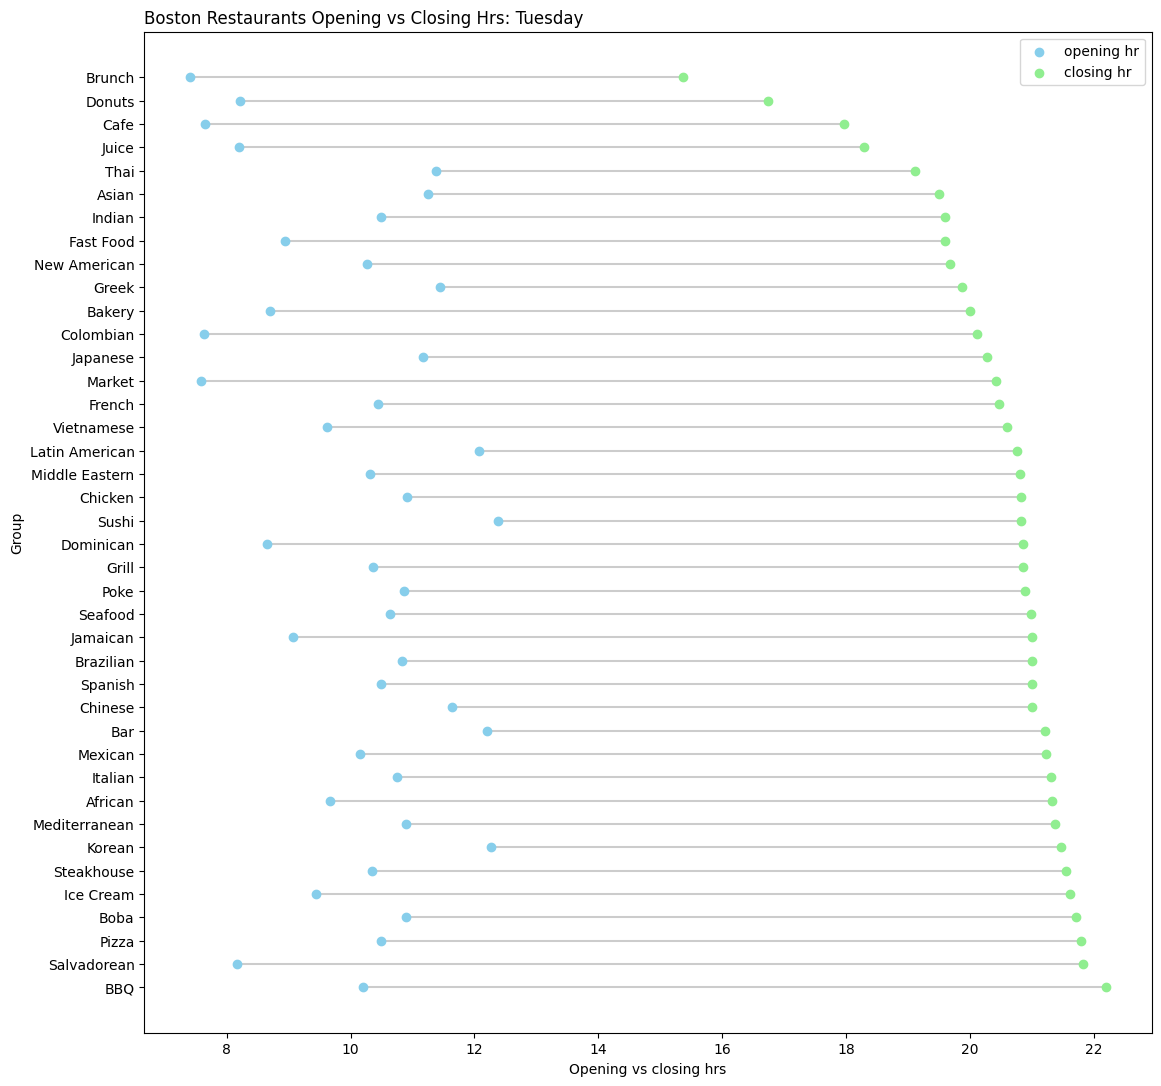 Boston Restaurants Opening vs Closing Hrs: Tuesday
opening hr
closing hr
Brunch
Donuts
Cafe
Juice
Thai
Asian
Indian
Fast Food
New American
Greek
Bakery
Colombian
Japanese
Market
French
Vietnamese
Latin American
Middle Eastern
Chicken
Sushi
Dominican
Grill
Poke
Seafood
Jamaican
Brazilian
Spanish
Chinese
Bar
Mexican
Italian
African
Mediterranean
Korean
Steakhouse
Ice Cream
Boba
Pizza
Salvadorean
BBQ
Group
8 10 12 14 16 18 20 22
Opening vs closing hrs